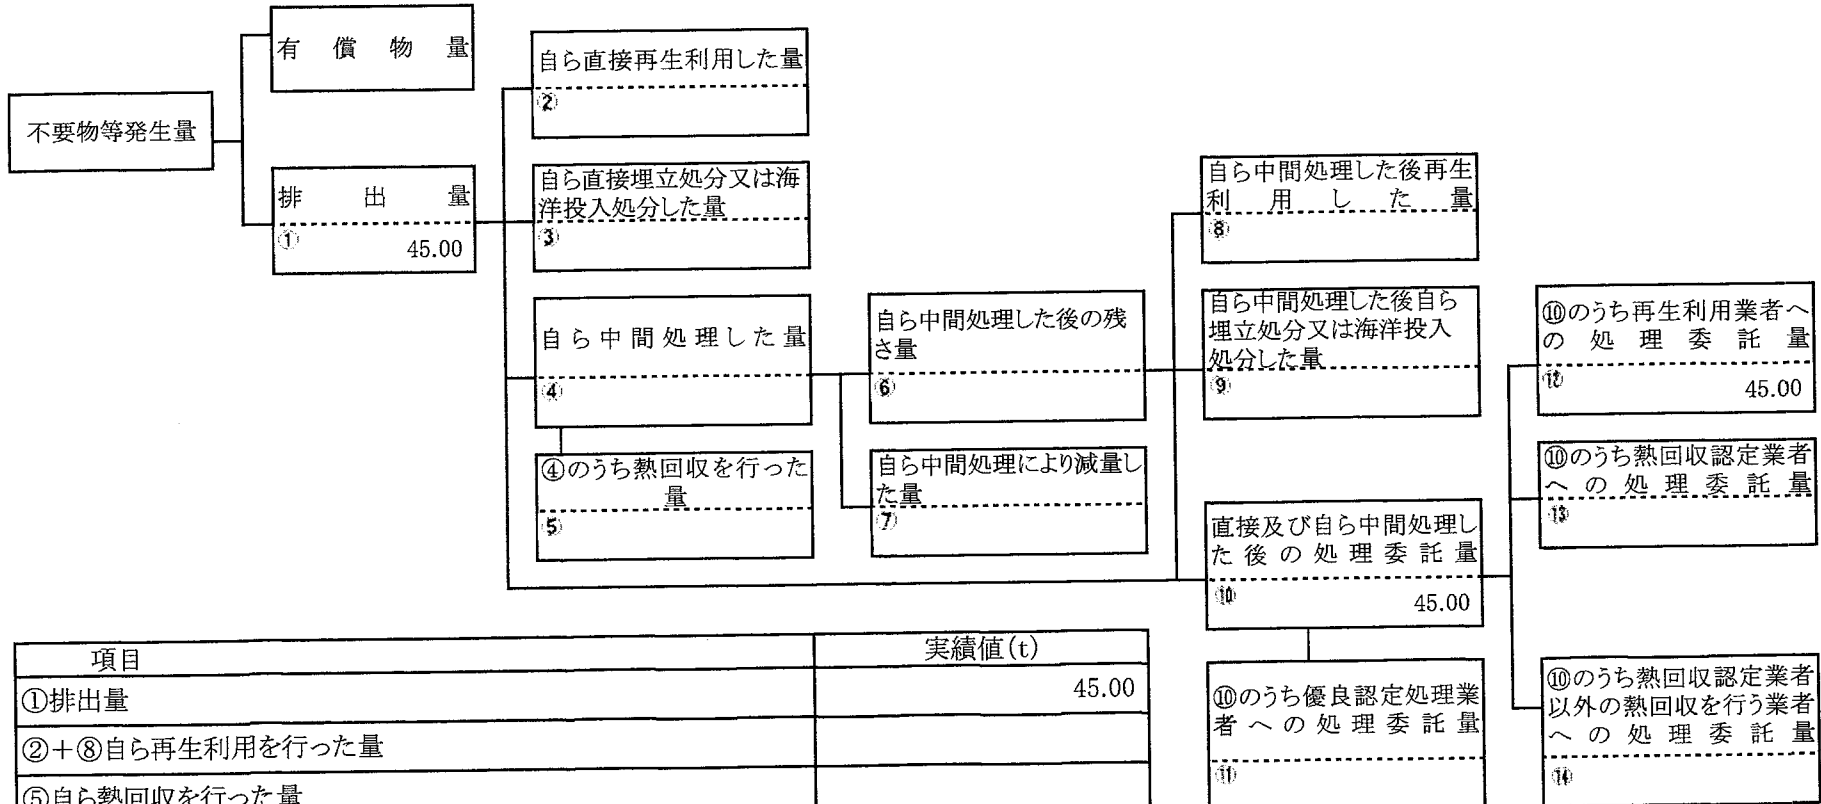 有償物量
不要物等発生量
排出量
① 45.00
自ら直接再生利用した量
②
自ら直接埋立処分又は海
洋投入処分した量
③
自ら中間処理した量
④
④のうち熱回収を行った
量
⑤
自ら中間処理した後の残
さ量
⑥
自ら中間処理により減量し
た量
⑦
自ら中間処理した後再生
利用した量
⑧
自ら中間処理した後自ら
埋立処分又は海洋投入
処分した量
⑨
直接及び自ら中間処理し
た後の処理委託量
⑩ 45.00
⑩のうち優良認定処理業
者への処理委託量
⑪
⑩のうち再生利用業者へ
の処理委託量
⑫ 45.00
⑩のうち熱回収認定業者
への処理委託量
⑬
⑩のうち熱回収認定業者
以外の熱回収を行う業者
への処理委託量
⑭
項目 実績値(t)
①排出量 45.00
②+⑧自ら再生利用を行った量
⑤自ら熱回収を行った量